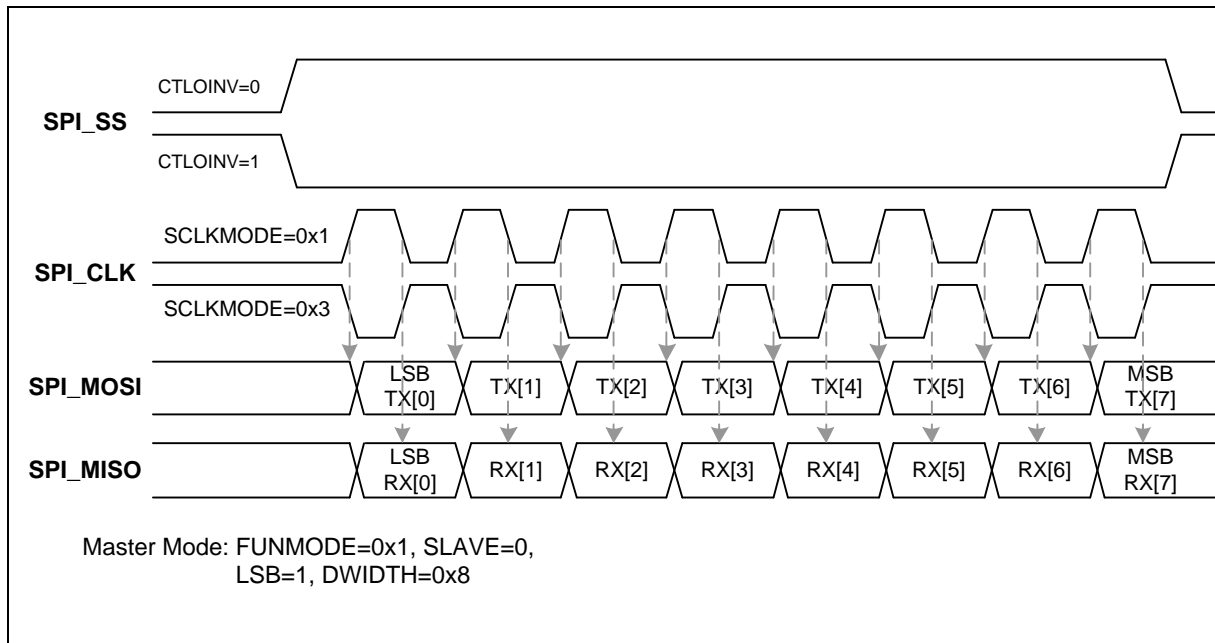 CTLOINV=0
SPI_SS
CTLOINV=1
SCLKMODE=0x1
SPI_CLK
SCLKMODE=0x3
SPI_MOSI
LSB
TX[0]
TX[1]
TX[2]
TX[3]
TX[4]
TX[5]
TX[6]
MSB
TX[7]
SPI_MISO
LSB
RX[0]
RX[1]
RX[2]
RX[3]
RX[4]
RX[5]
RX[6]
MSB
RX[7]
Master Mode: FUNMODE=0x1, SLAVE=0,
LSB=1, DWIDTH=0x8